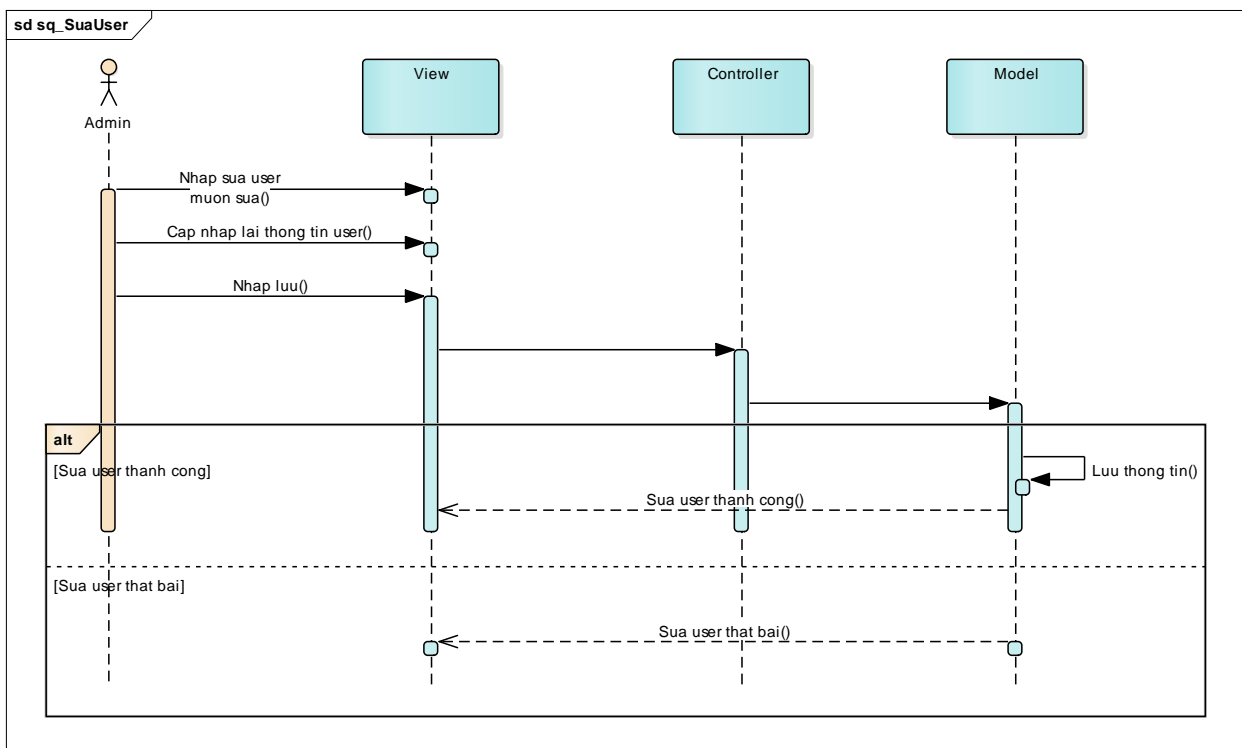 sd sq_SuaUser
View
Controller
Model
Admin
Nhap sua user
muon sua()
Cap nhap lai thong tin user()
Nhap luu()
alt
[Sua user thanh cong]
Luu thong tin()
Sua user thanh cong()
[Sua user that bai]
Sua user that bai()